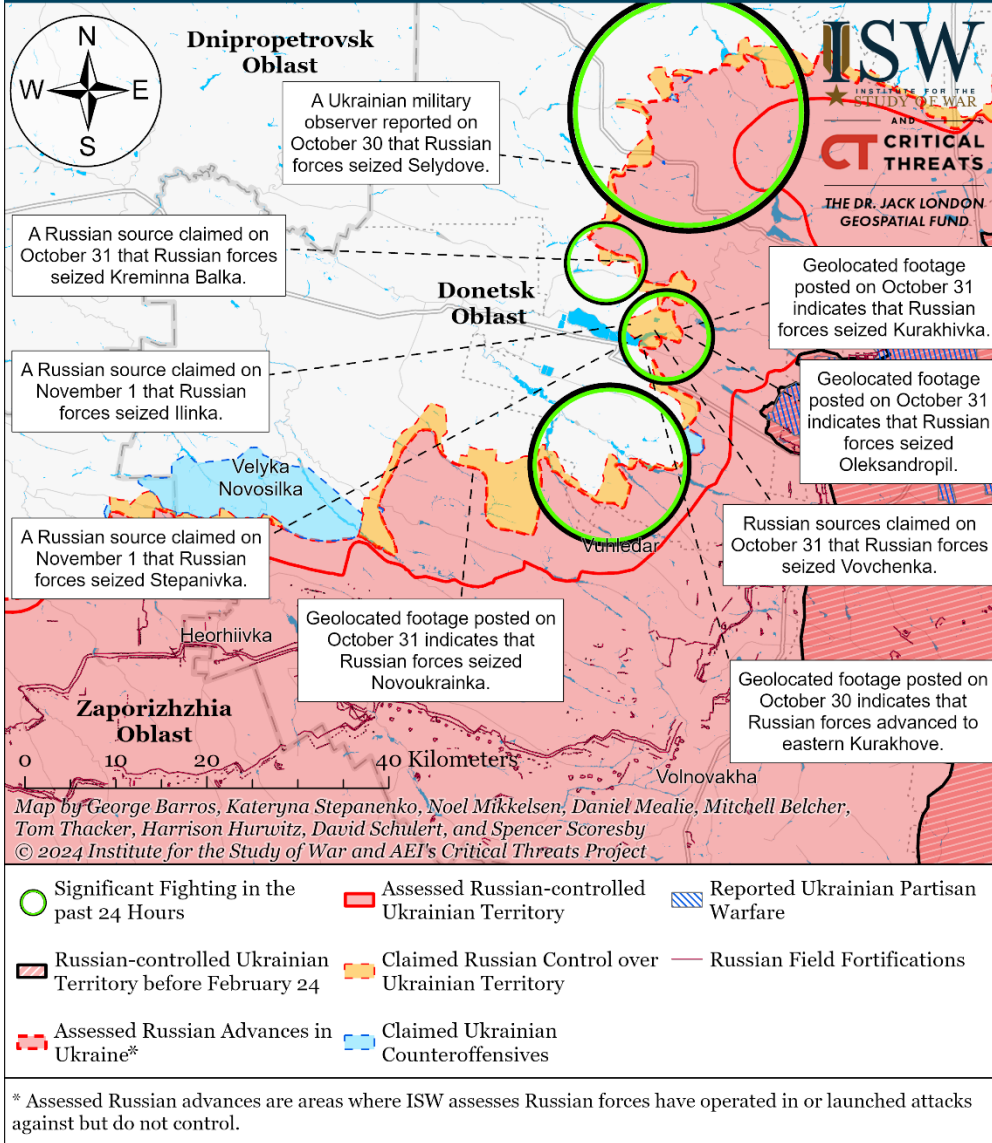 N
W
E
S
Dnipropetrovsk
Oblast
ISW
INSTITUTE FOR THE
STUDY OF WAR
AND
CT CRITICAL
THREATS
THE DR. JACK LONDON
GEOSPATIAL FUND
A Ukrainian military
observer reported on
October 30 that Russian
forces seized Selydove.
A Russian source claimed on
October 31 that Russian forces
seized Kreminna Balka.
Donetsk
Oblast
Geolocated footage
posted on October 31
indicates that Russian
forces seized Kurakhivka.
A Russian source claimed on
November 1 that Russian
forces seized Ilinka.
Geolocated footage
posted on October 31
indicates that Russian
forces seized
Oleksandropil.
Velyka
Novosilka
A Russian source claimed on
November 1 that Russian
forces seized Stepanivka.
Vuhledar
Russian sources claimed on
October 31 that Russian forces
seized Vovchenka.
Geolocated footage posted on
October 31 indicates that
Russian forces seized
Novoukrainka.
Heorhiivka
Geolocated footage posted on
October 30 indicates that
Russian forces advanced to
eastern Kurakhove.
Zaporizhzhia
Oblast
0 10 20 40 Kilometers
Volnovakha
Map by George Barros, Kateryna Stepanenko, Noel Mikkelsen, Daniel Mealie, Mitchell Belcher,
Tom Thacker, Harrison Hurwitz, David Schulert, and Spencer Scoresby
© 2024 Institute for the Study of War and AEI's Critical Threats Project
Significant Fighting in the
past 24 Hours
Assessed Russian-controlled
Ukrainian Territory
Reported Ukrainian Partisan
Warfare
Russian-controlled Ukrainian
Territory before February 24
Claimed Russian Control over
Ukrainian Territory
Russian Field Fortifications
Assessed Russian Advances in
Ukraine*
Claimed Ukrainian
Counteroffensives
* Assessed Russian advances are areas where ISW assesses Russian forces have operated in or launched attacks
against but do not control.